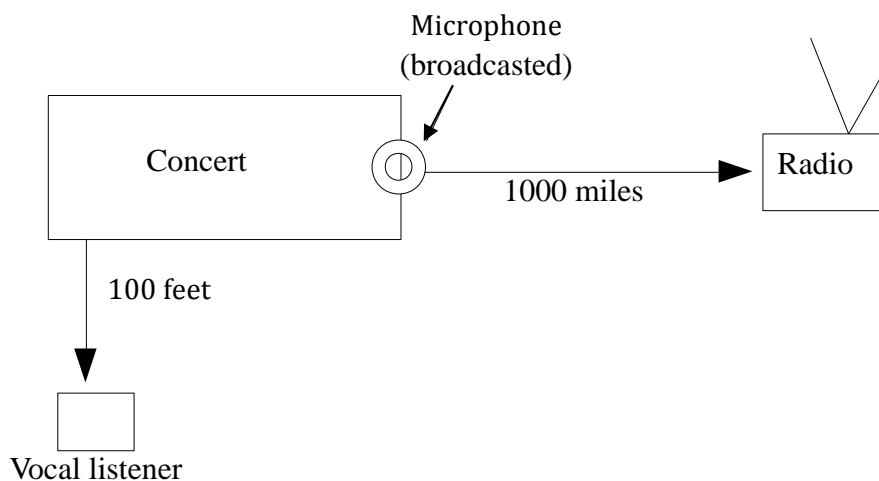 Microphone
(broadcasted)
Concert
Radio
1000 miles
100 feet
Vocal listener